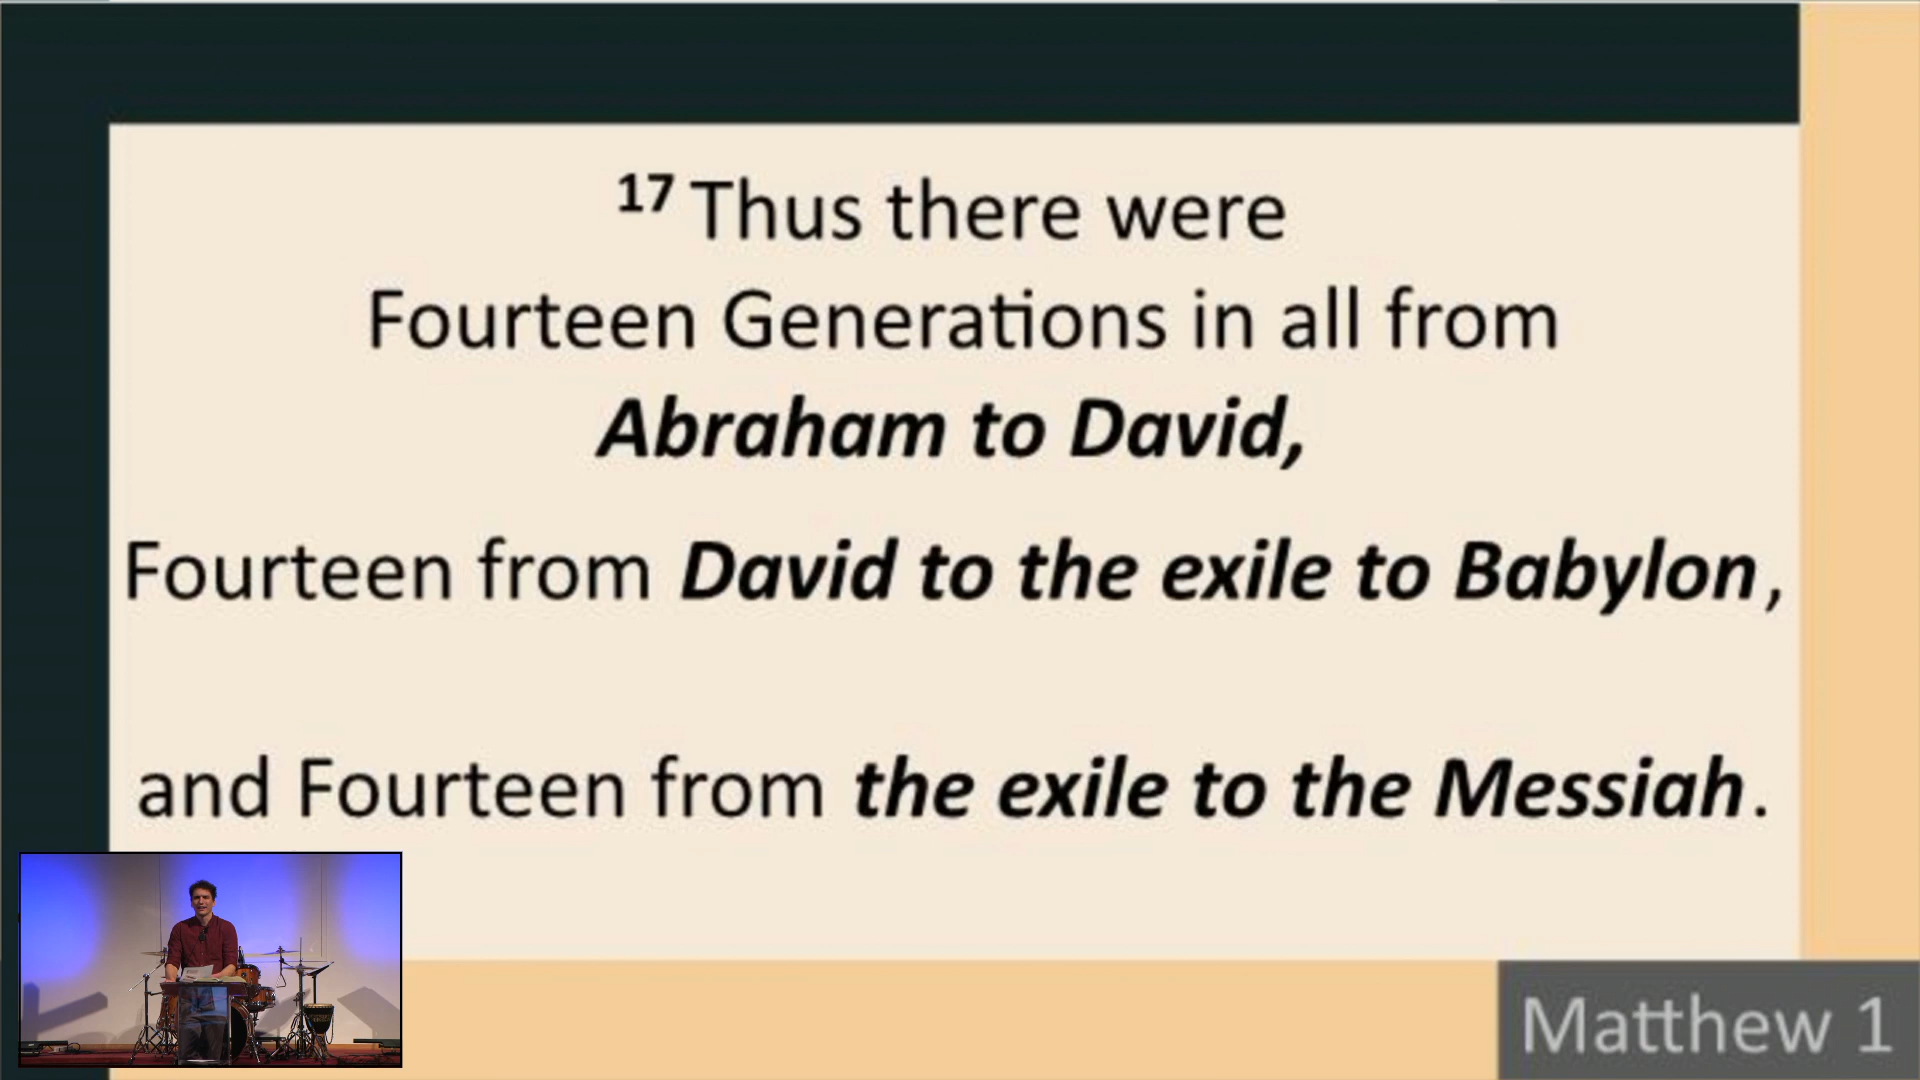 17 Thus there were
Fourteen Generations in all from
Abraham to David,
Fourteen from David to the exile to Babylon,
and Fourteen from the exile to the Messiah.
Matthew 1